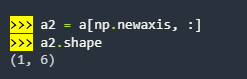 >>> a2 = a[np.newaxis, :]
>>> a2.shape
(1, 6)